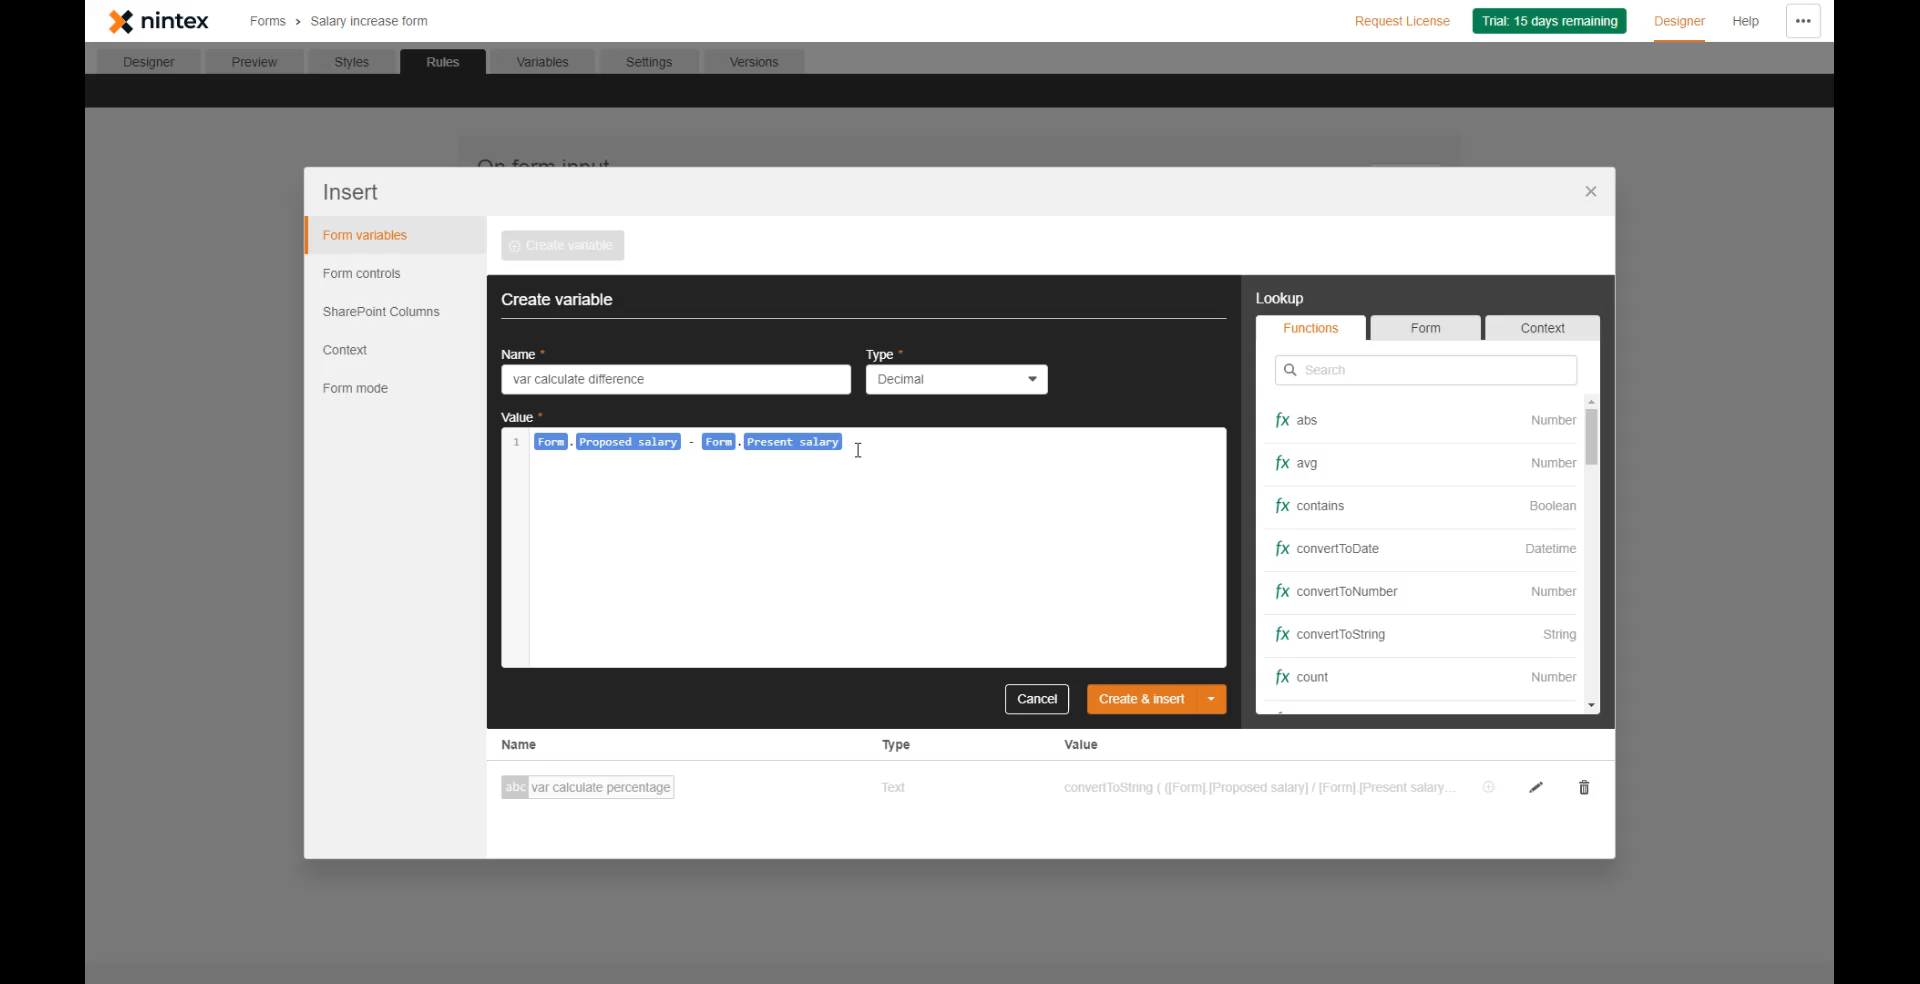 nintex
Forms > Salary increase form
Request License
Trial: 15 days remaining
Designer
Help
Designer
Preview
Styles
Rules
Variables
Settings
Versions
On form input
Insert
Form variables
Form controls
SharePoint Columns
Context
Form mode
Create variable
Create variable
Name *
Type *
var calculate difference
Decimal
Value *
1 Form . Proposed salary - Form . Present salary
Cancel
Create & insert
Lookup
Functions
Form
Context
Search
fx abs Number
fx avg Number
fx contains Boolean
fx convertToDate Datetime
fx convertToNumber Number
fx convertToString String
fx count Number
Name Type Value
abc var calculate percentage Text convertToString ( ([Form].[Proposed salary] / [Form].[Present salary...